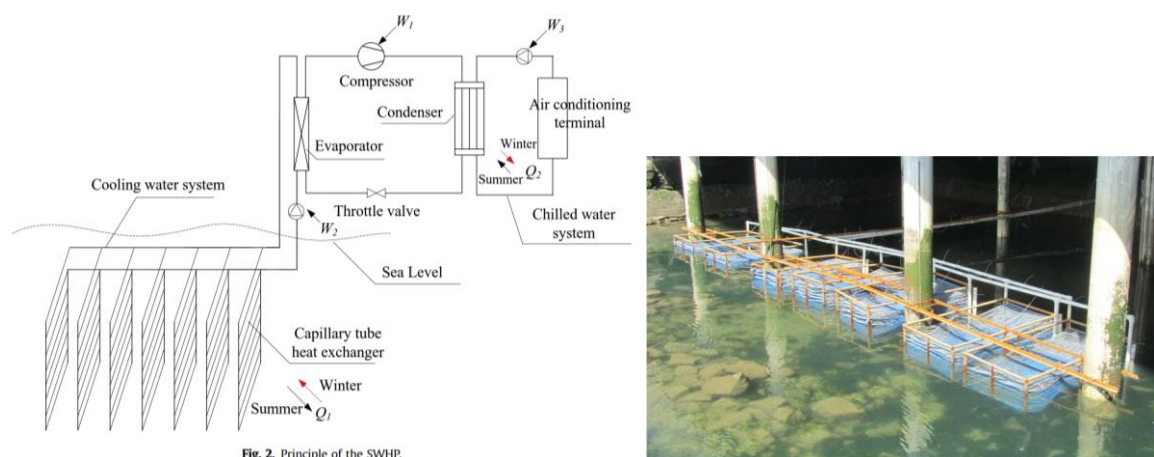 W1
Compressor
W3
Condenser
Air conditioning
terminal
Evaporator
Winter
Summer
Q2
Cooling water system
Throttle valve
Chilled water
system
W2
Sea Level
Capillary tube
heat exchanger
Winter
Summer
Q1
Fig. 2. Principle of the SWHP.